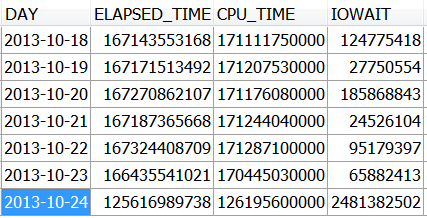 DAY ELAPSED_TIME CPU_TIME IOWAIT
2013-10-18 167143553168 171111750000 124775418
2013-10-19 167171513492 171207530000 27750554
2013-10-20 167270862107 171176080000 185868843
2013-10-21 167187365668 171244040000 24526104
2013-10-22 167324408709 171287100000 95179397
2013-10-23 166435541021 170445030000 65882413
2013-10-24 125616989738 126195600000 2481382502